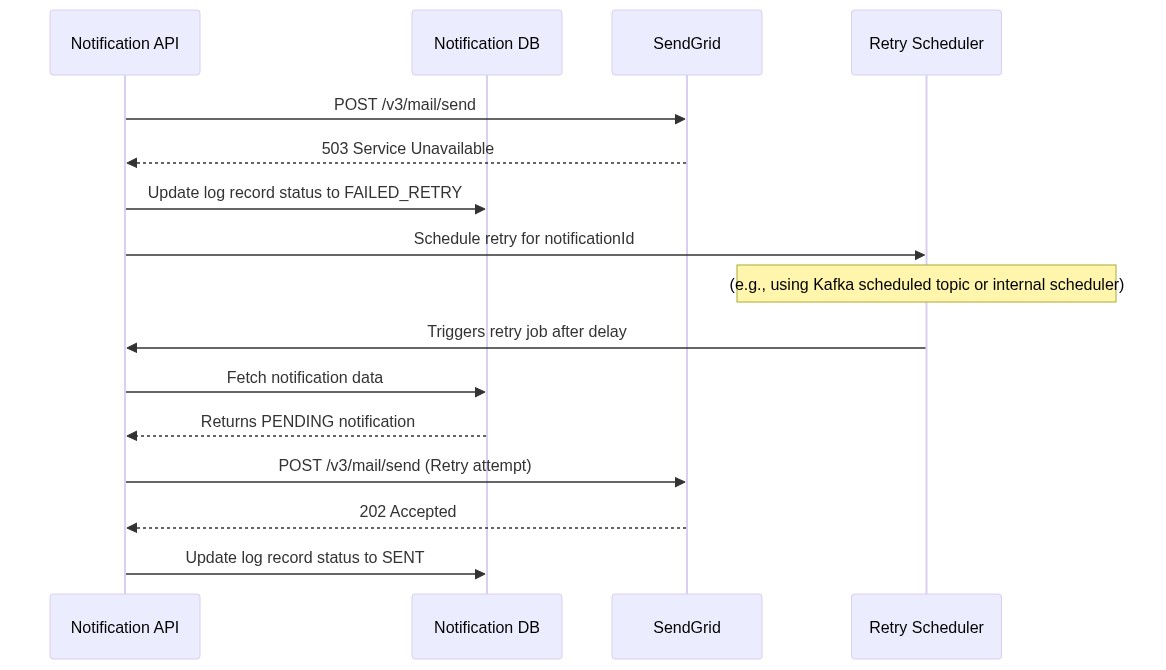 Notification API
Notification DB
SendGrid
Retry Scheduler
POST /v3/mail/send
503 Service Unavailable
Update log record status to FAILED_RETRY
Schedule retry for notificationId
(e.g., using Kafka scheduled topic or internal scheduler)
Triggers retry job after delay
Fetch notification data
Returns PENDING notification
POST /v3/mail/send (Retry attempt)
202 Accepted
Update log record status to SENT
Notification API
Notification DB
SendGrid
Retry Scheduler